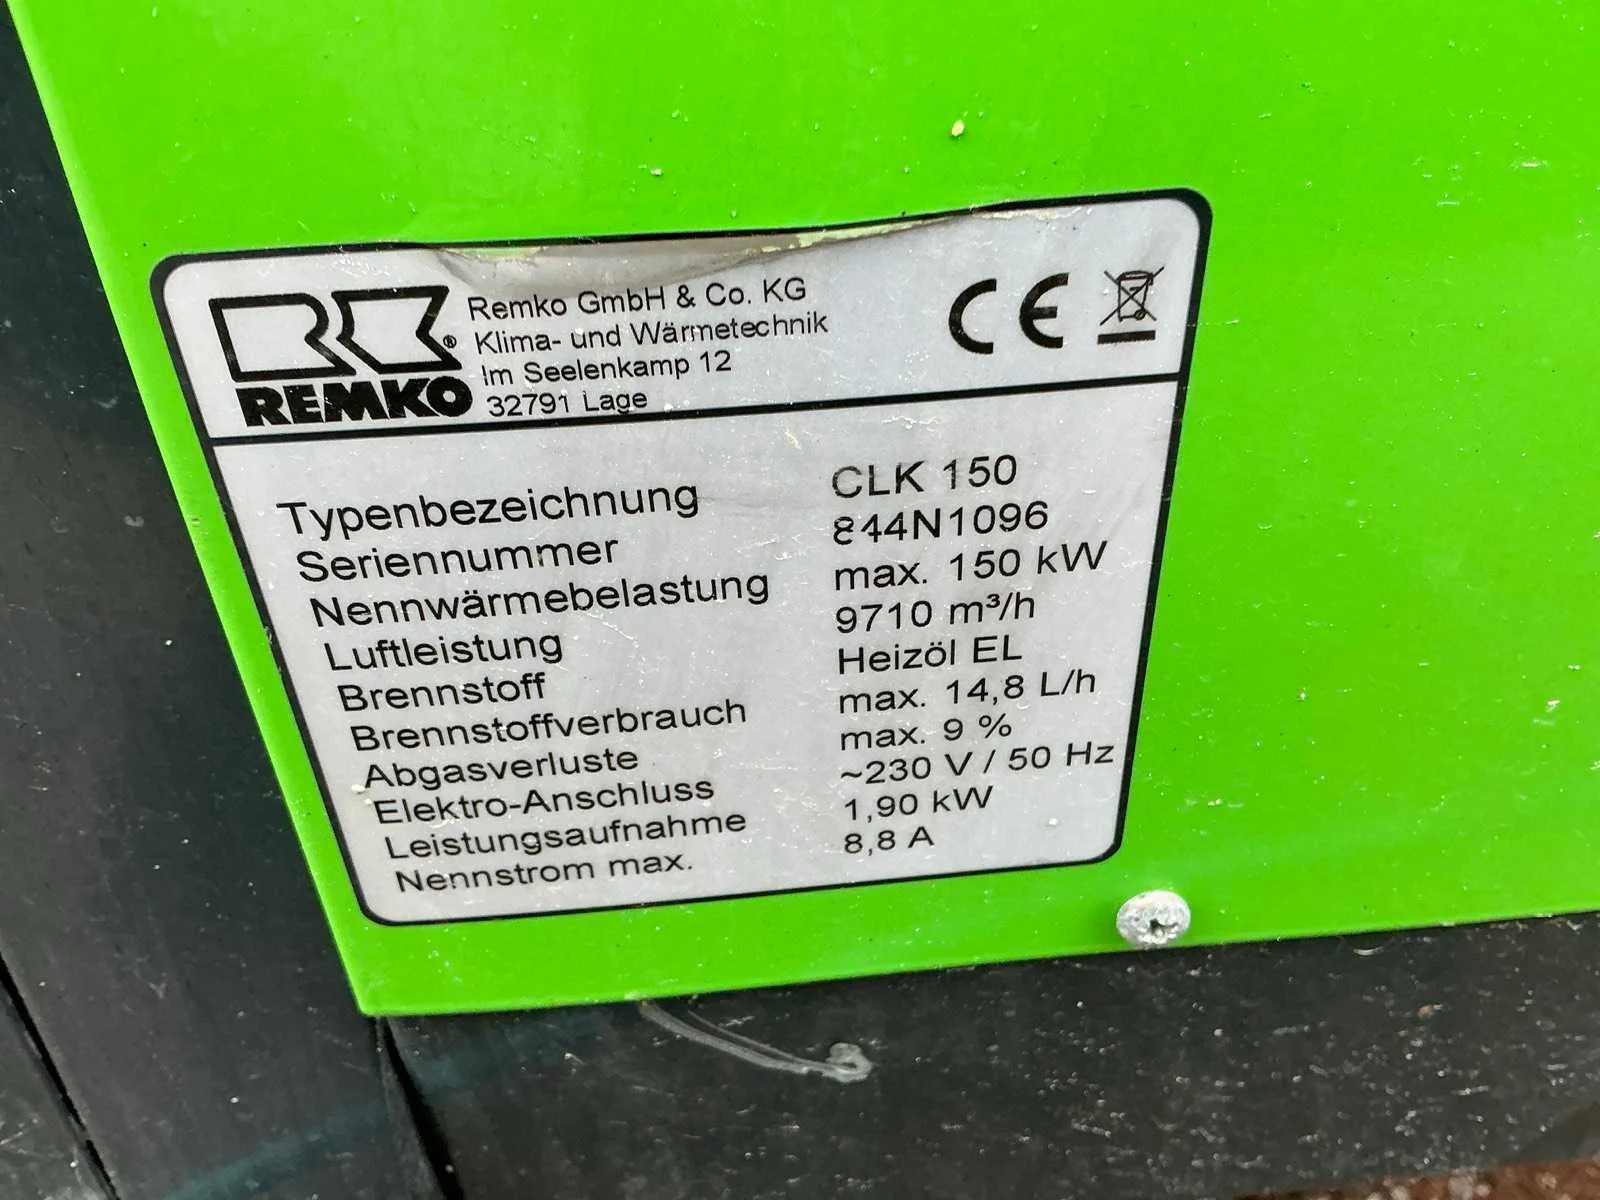 Remko GmbH & Co. KG
Klima- und Wärmetechnik
Im Seelenkamp 12
32791 Lage
REMKO
®
CE
Typenbezeichnung CLK 150
Seriennummer 844N1096
Nennwärmebelastung max. 150 kW
Luftleistung 9710 m³/h
Brennstoff Heizöl EL
Brennstoffverbrauch max. 14,8 L/h
Abgasverluste max. 9 %
Elektro-Anschluss ~230 V / 50 Hz
Leistungsaufnahme 1,90 kW
Nennstrom max. 8,8 A